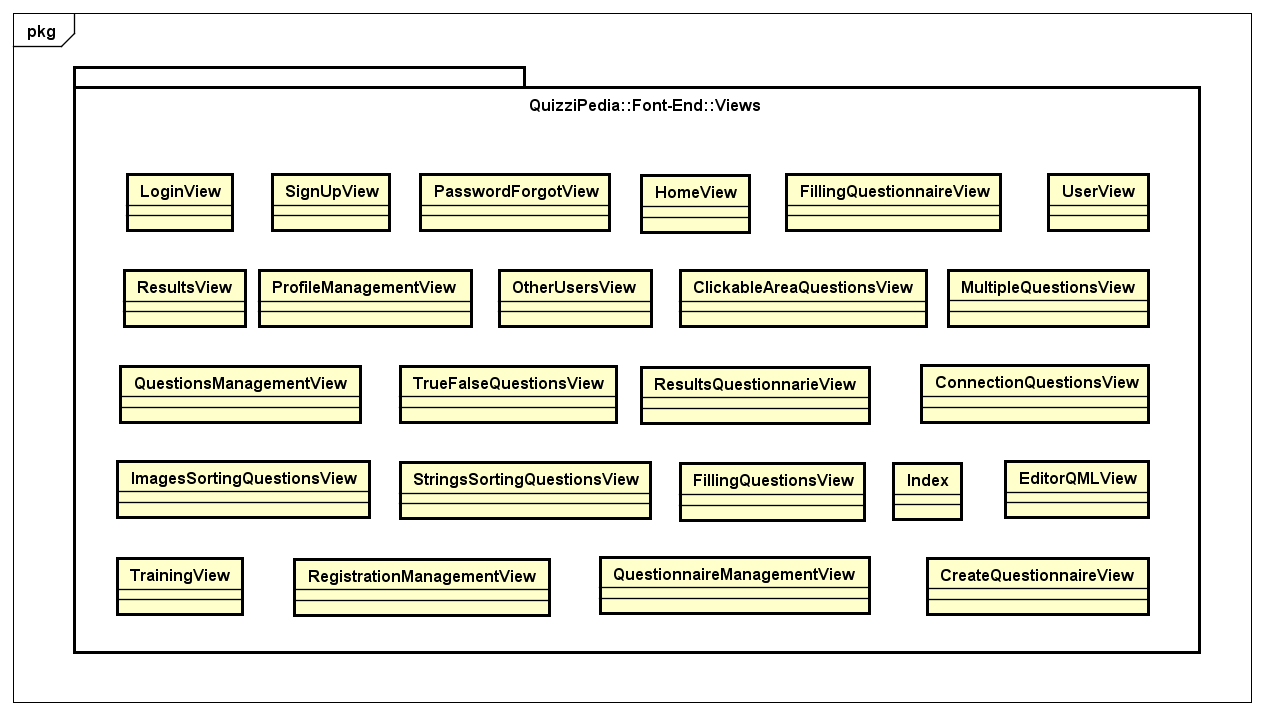 pkg
QuizziPedia::Font-End::Views
LoginView
SignUpView
PasswordForgotView
HomeView
FillingQuestionnaireView
UserView
ResultsView
ProfileManagementView
OtherUsersView
ClickableAreaQuestionsView
MultipleQuestionsView
QuestionsManagementView
TrueFalseQuestionsView
ResultsQuestionnarieView
ConnectionQuestionsView
ImagesSortingQuestionsView
StringsSortingQuestionsView
FillingQuestionsView
Index
EditorQMLView
TrainingView
RegistrationManagementView
QuestionnaireManagementView
CreateQuestionnaireView